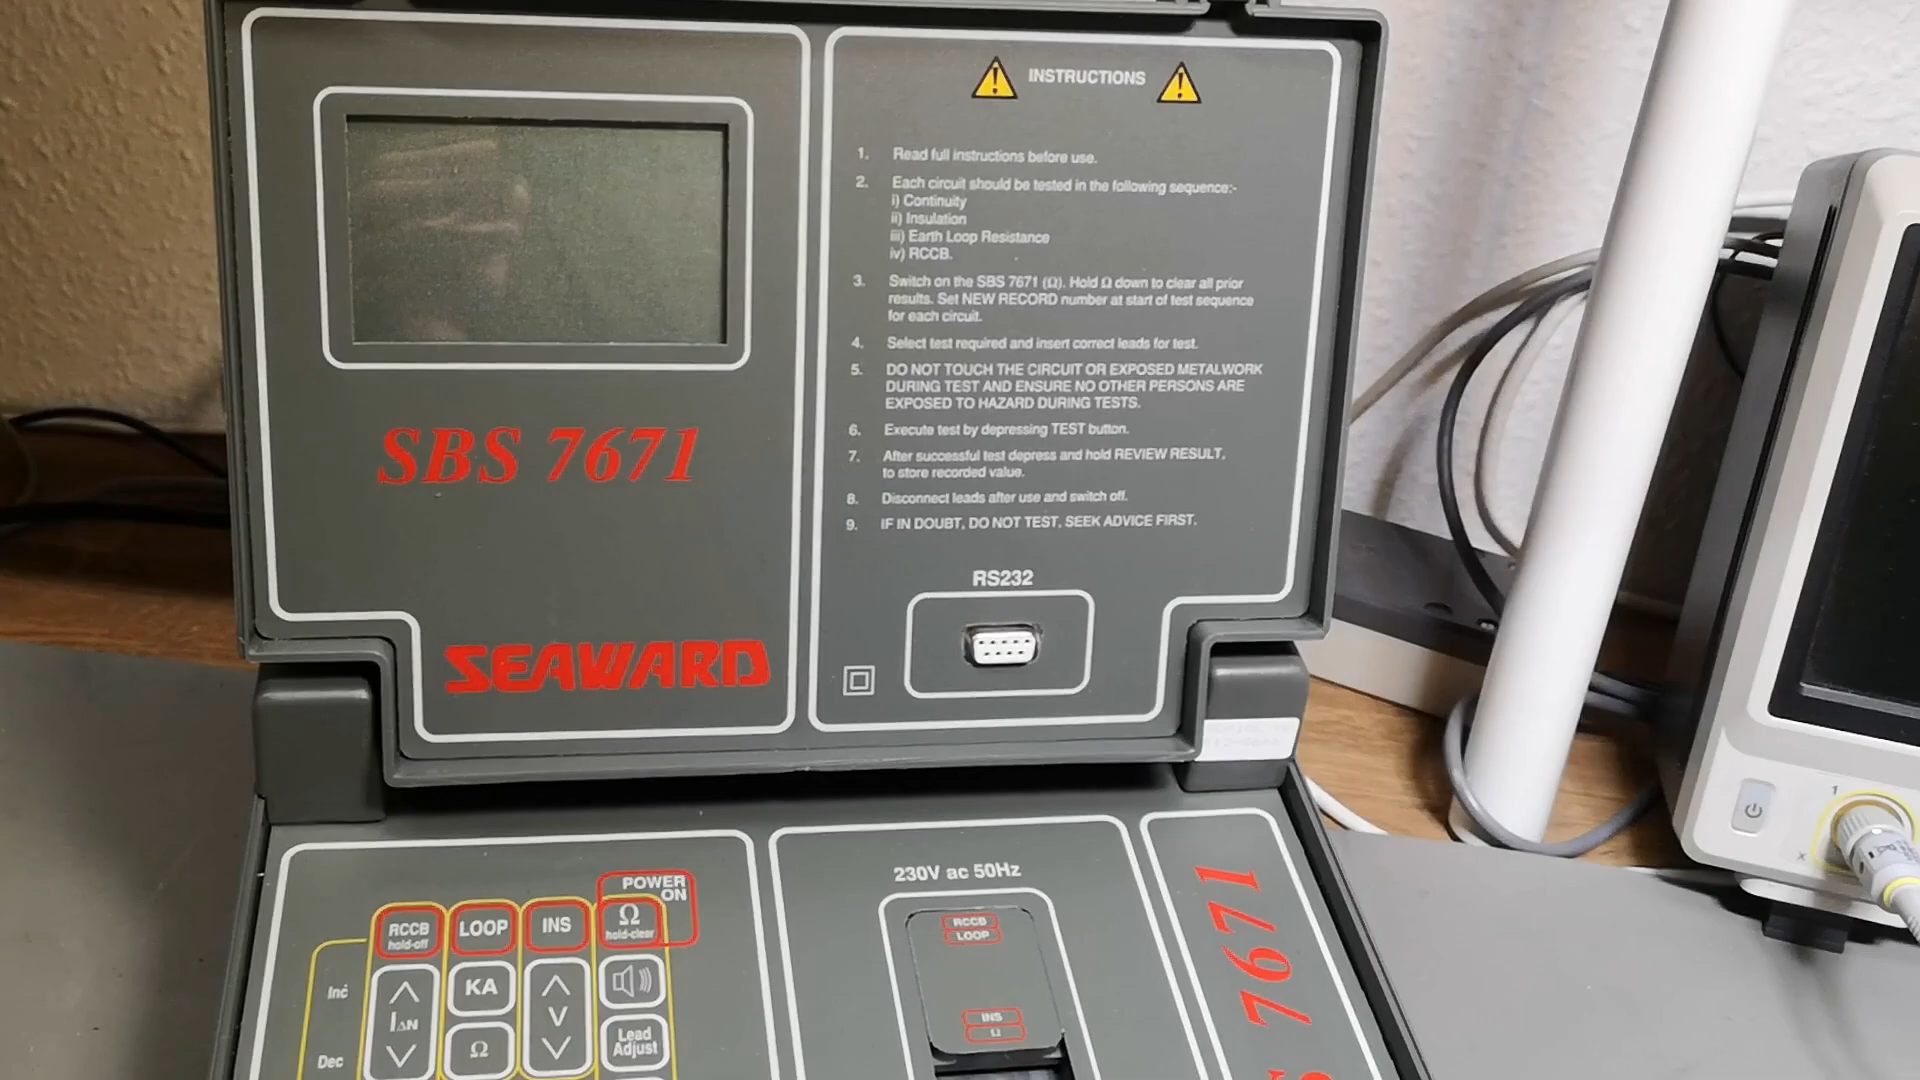 INSTRUCTIONS
1. Read full instructions before use.
2. Each circuit should be tested in the following sequence:-
i) Continuity
ii) Insulation
iii) Earth Loop Resistance
iv) RCCB.
3. Switch on the SBS 7671 (Ω). Hold Ω down to clear all prior
results. Set NEW RECORD number at start of test sequence
for each circuit.
4. Select test required and insert correct leads for test.
5. DO NOT TOUCH THE CIRCUIT OR EXPOSED METALWORK
DURING TEST AND ENSURE NO OTHER PERSONS ARE
EXPOSED TO HAZARD DURING TESTS.
6. Execute test by depressing TEST button.
7. After successful test depress and hold REVIEW RESULT,
to store recorded value.
8. Disconnect leads after use and switch off.
9. IF IN DOUBT, DO NOT TEST, SEEK ADVICE FIRST.
SBS 7671
SEAWARD
RS232
POWER
ON
RCCB
hold-off
LOOP
INS
Ω
hold-clear
Inc
KA
V
IΔN
Dec
Ω
Lead
Adjust
230V ac 50Hz
RCCB
LOOP
INS
Ω
7671
1
X